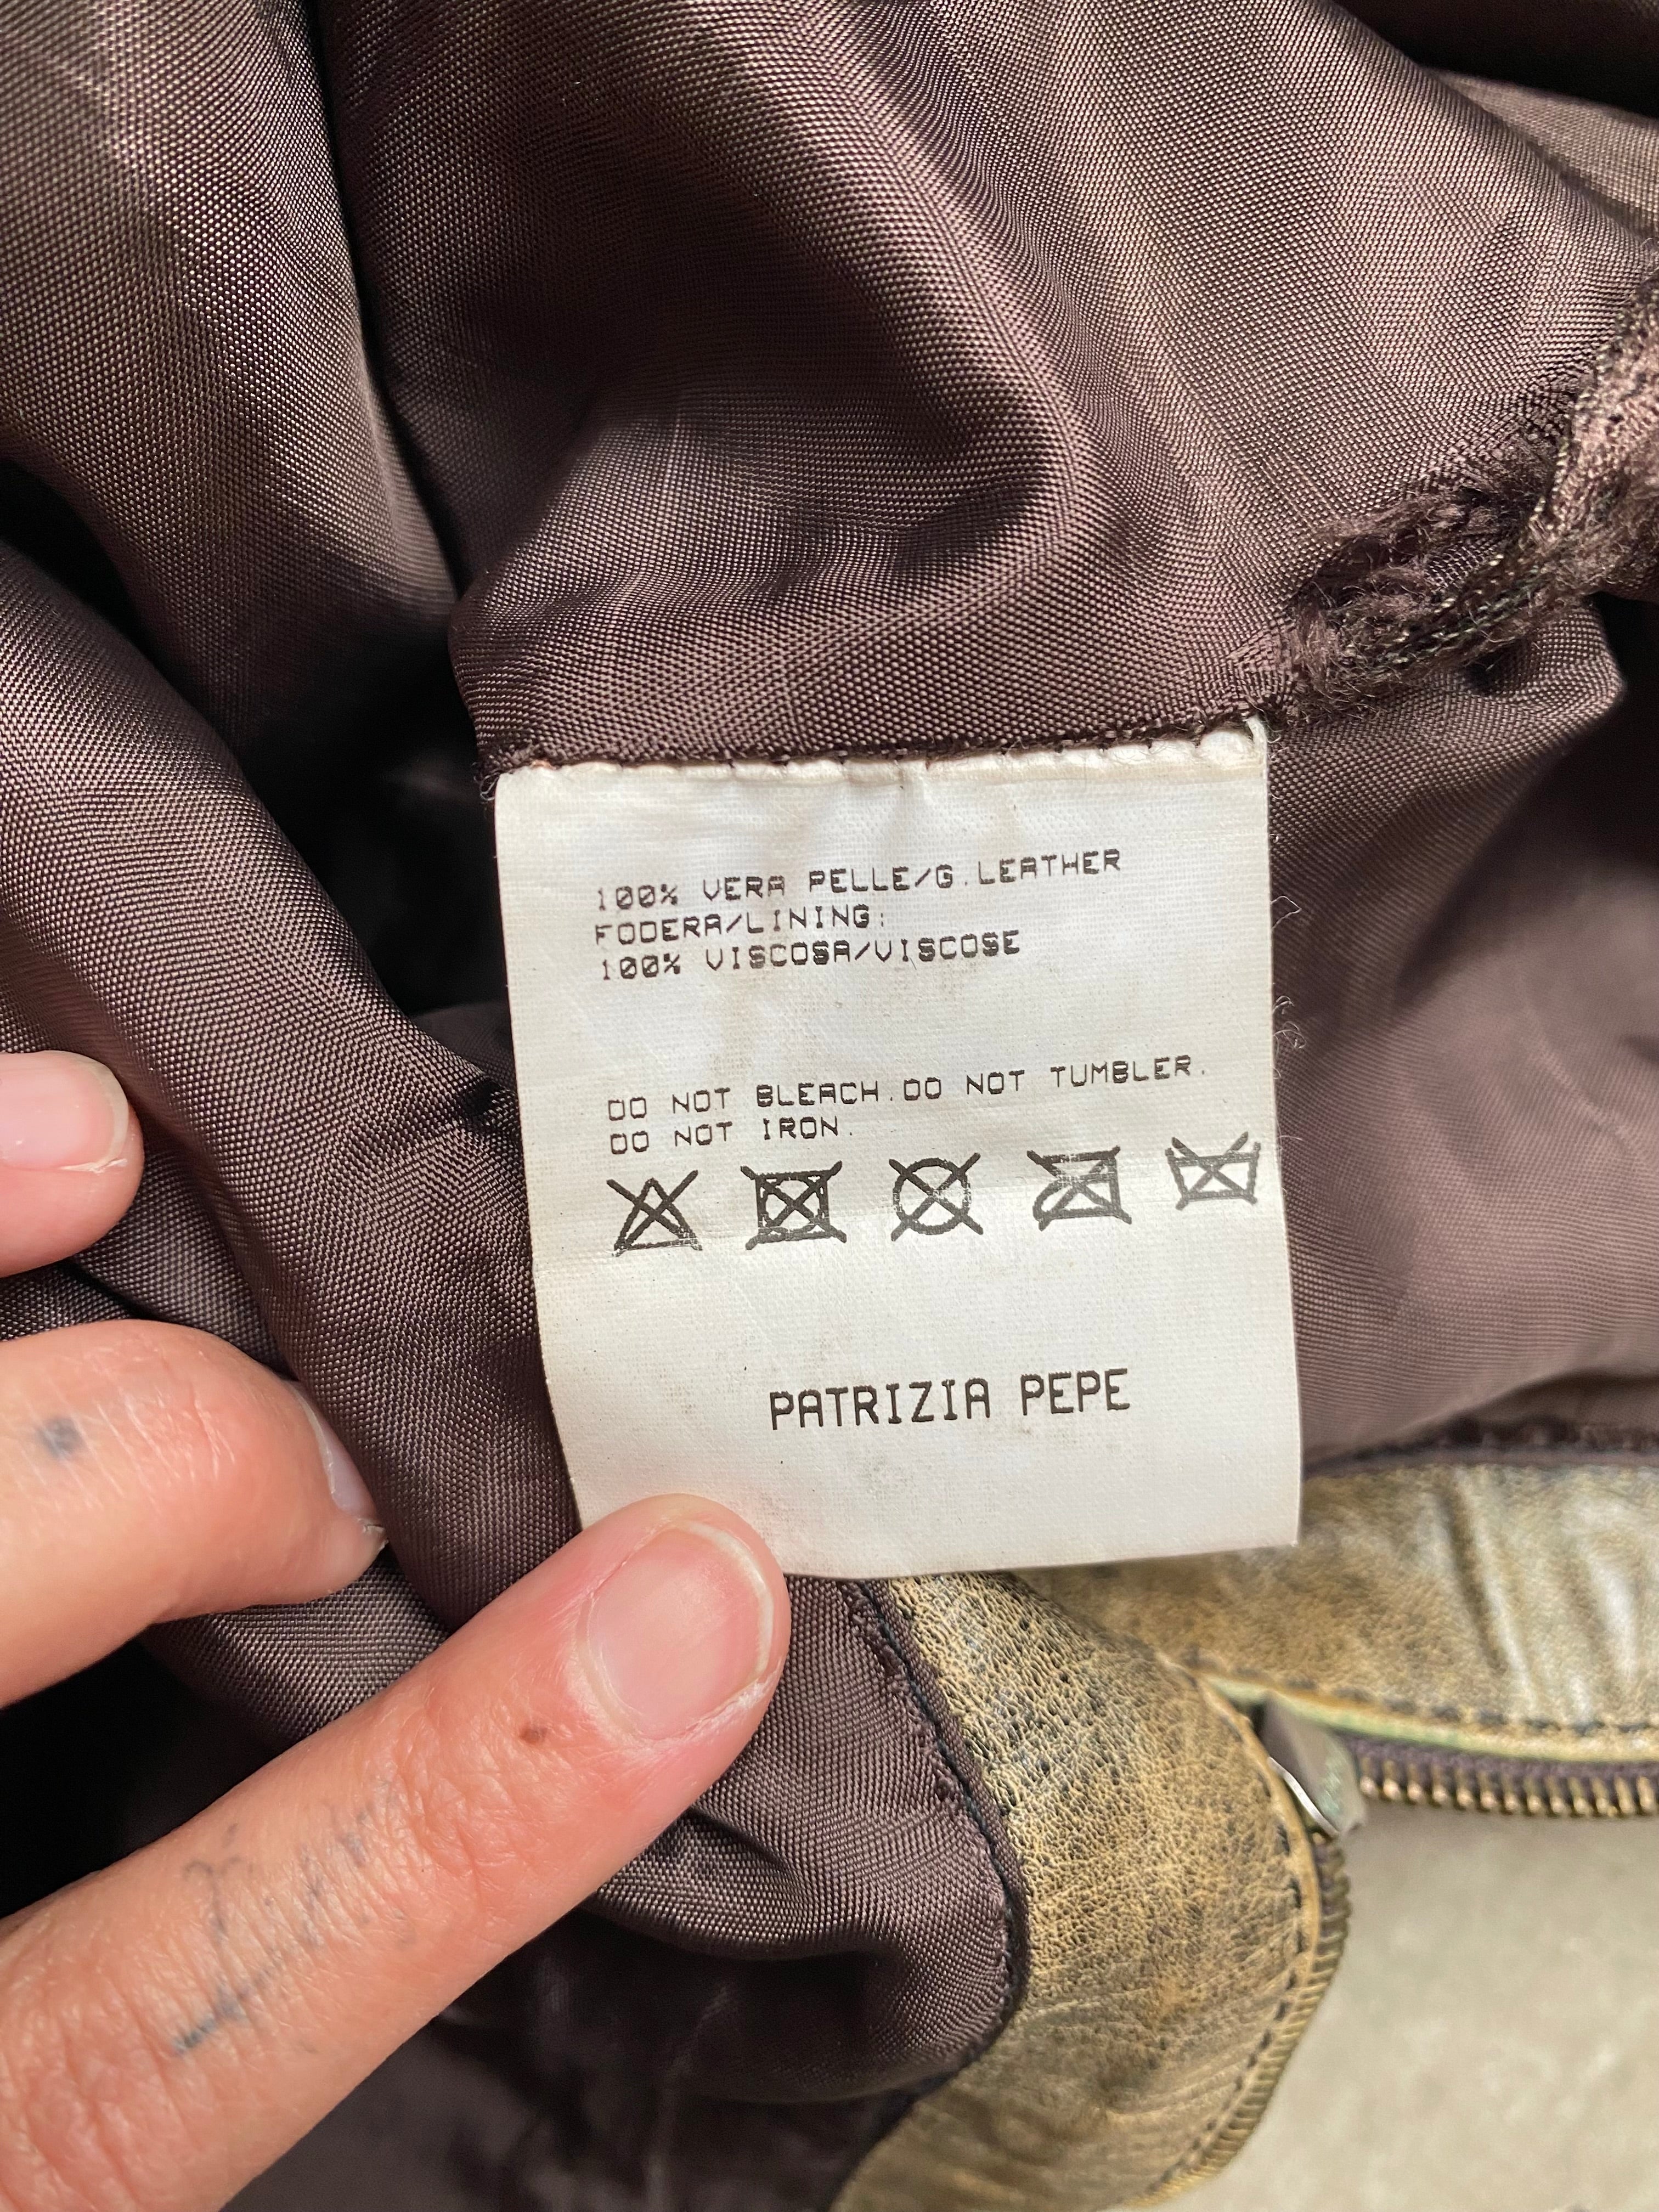 100% VERA PELLE/G.LEATHER
FODERA/LINING:
100% VISCOSA/VISCOSE
DO NOT BLEACH.DO NOT TUMBLER.
DO NOT IRON.
PATRIZIA PEPE